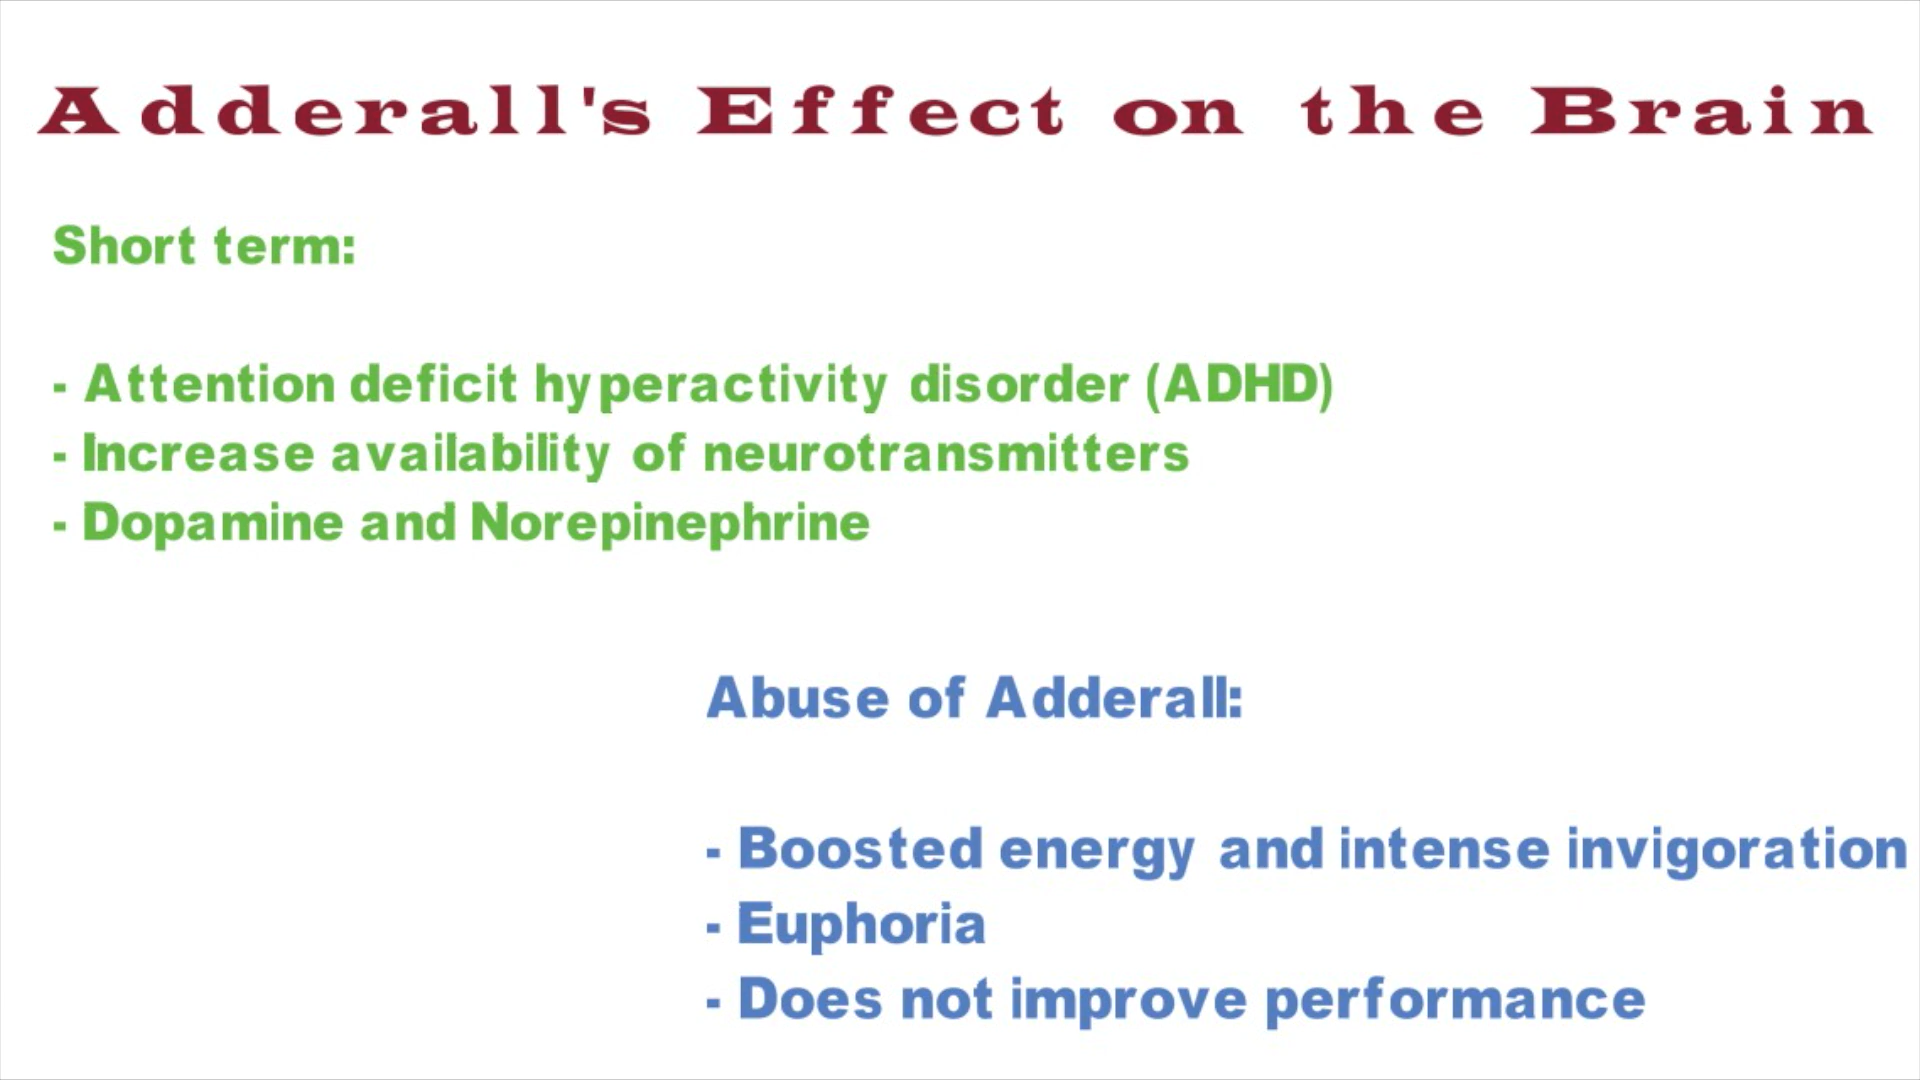 Adderall's Effect on the Brain
Short term:
- Attention deficit hyperactivity disorder (ADHD)
- Increase availability of neurotransmitters
- Dopamine and Norepinephrine
Abuse of Adderall:
- Boosted energy and intense invigoration
- Euphoria
- Does not improve performance